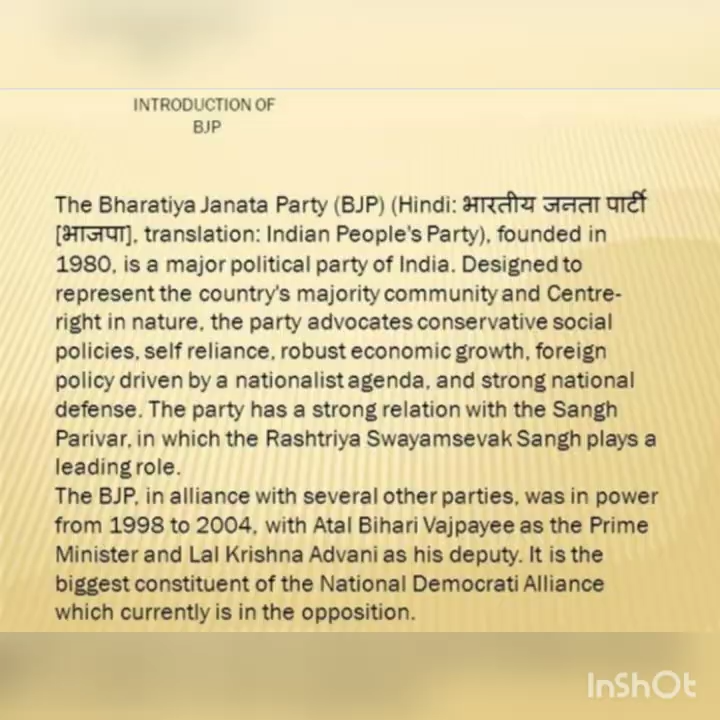 INTRODUCTION OF
BJP
The Bharatiya Janata Party (BJP) (Hindi: भारतीय जनता पार्टी
[भाजपा], translation: Indian People's Party), founded in
1980, is a major political party of India. Designed to
represent the country's majority community and Centre-
right in nature, the party advocates conservative social
policies, self reliance, robust economic growth, foreign
policy driven by a nationalist agenda, and strong national
defense. The party has a strong relation with the Sangh
Parivar, in which the Rashtriya Swayamsevak Sangh plays a
leading role.
The BJP, in alliance with several other parties, was in power
from 1998 to 2004, with Atal Bihari Vajpayee as the Prime
Minister and Lal Krishna Advani as his deputy. It is the
biggest constituent of the National Democrati Alliance
which currently is in the opposition.
InShOt